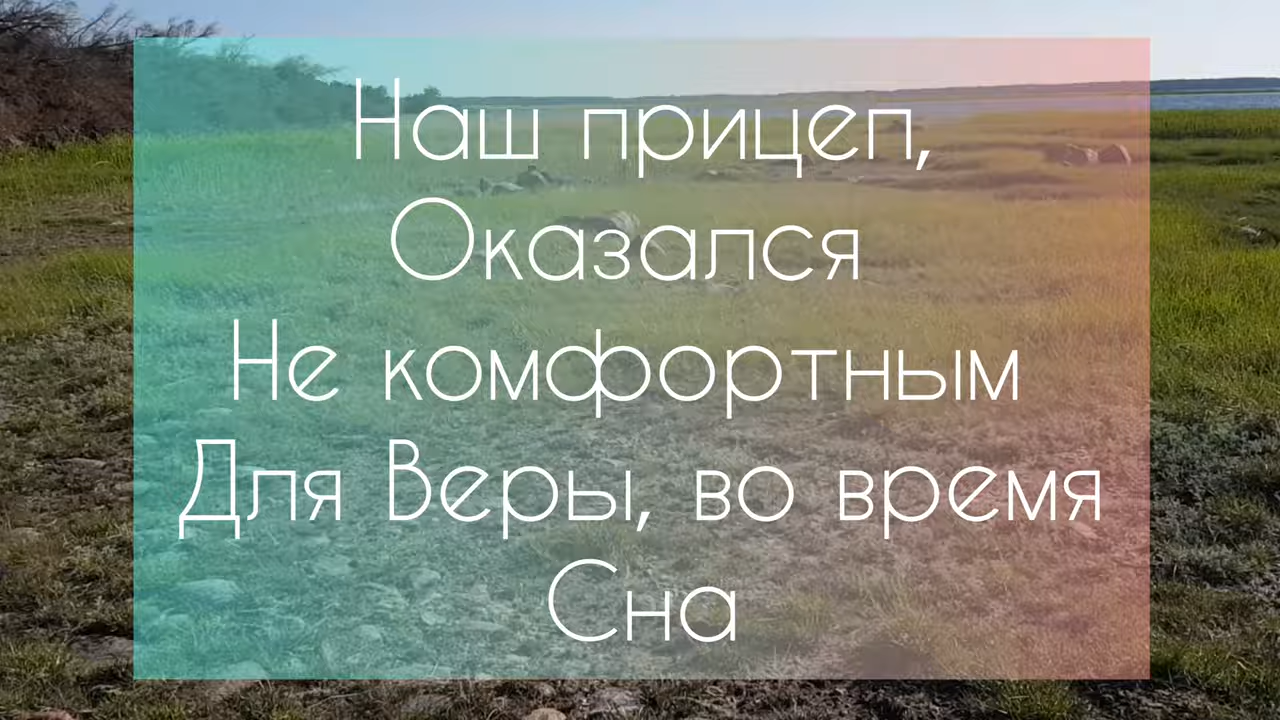 Наш прицеп,
Оказался
Не комфортным
Для Веры, во время
Сна